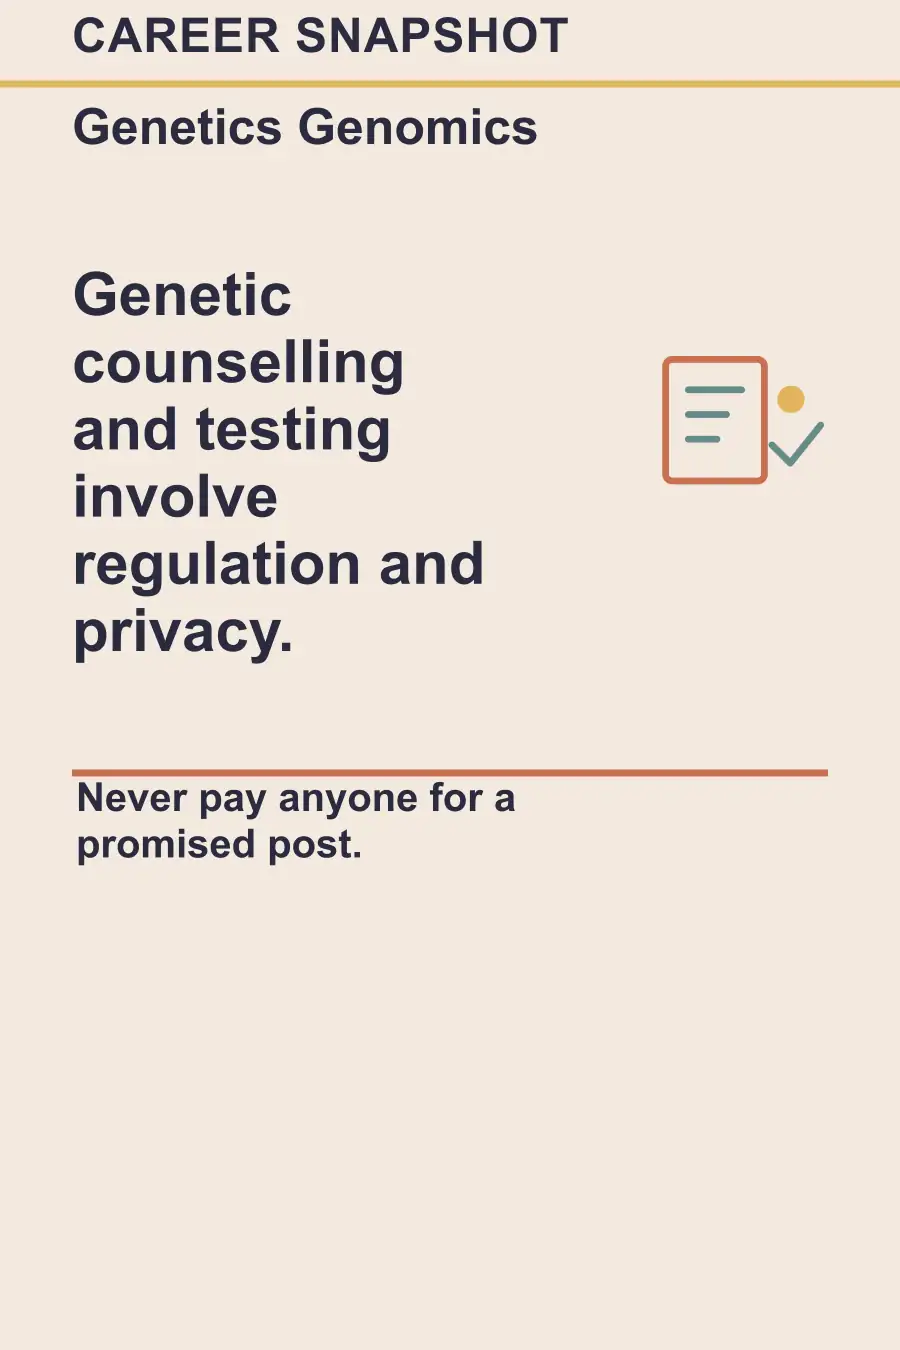 CAREER SNAPSHOT
Genetics Genomics
Genetic
counselling
and testing
involve
regulation and
privacy.
Never pay anyone for a
promised post.